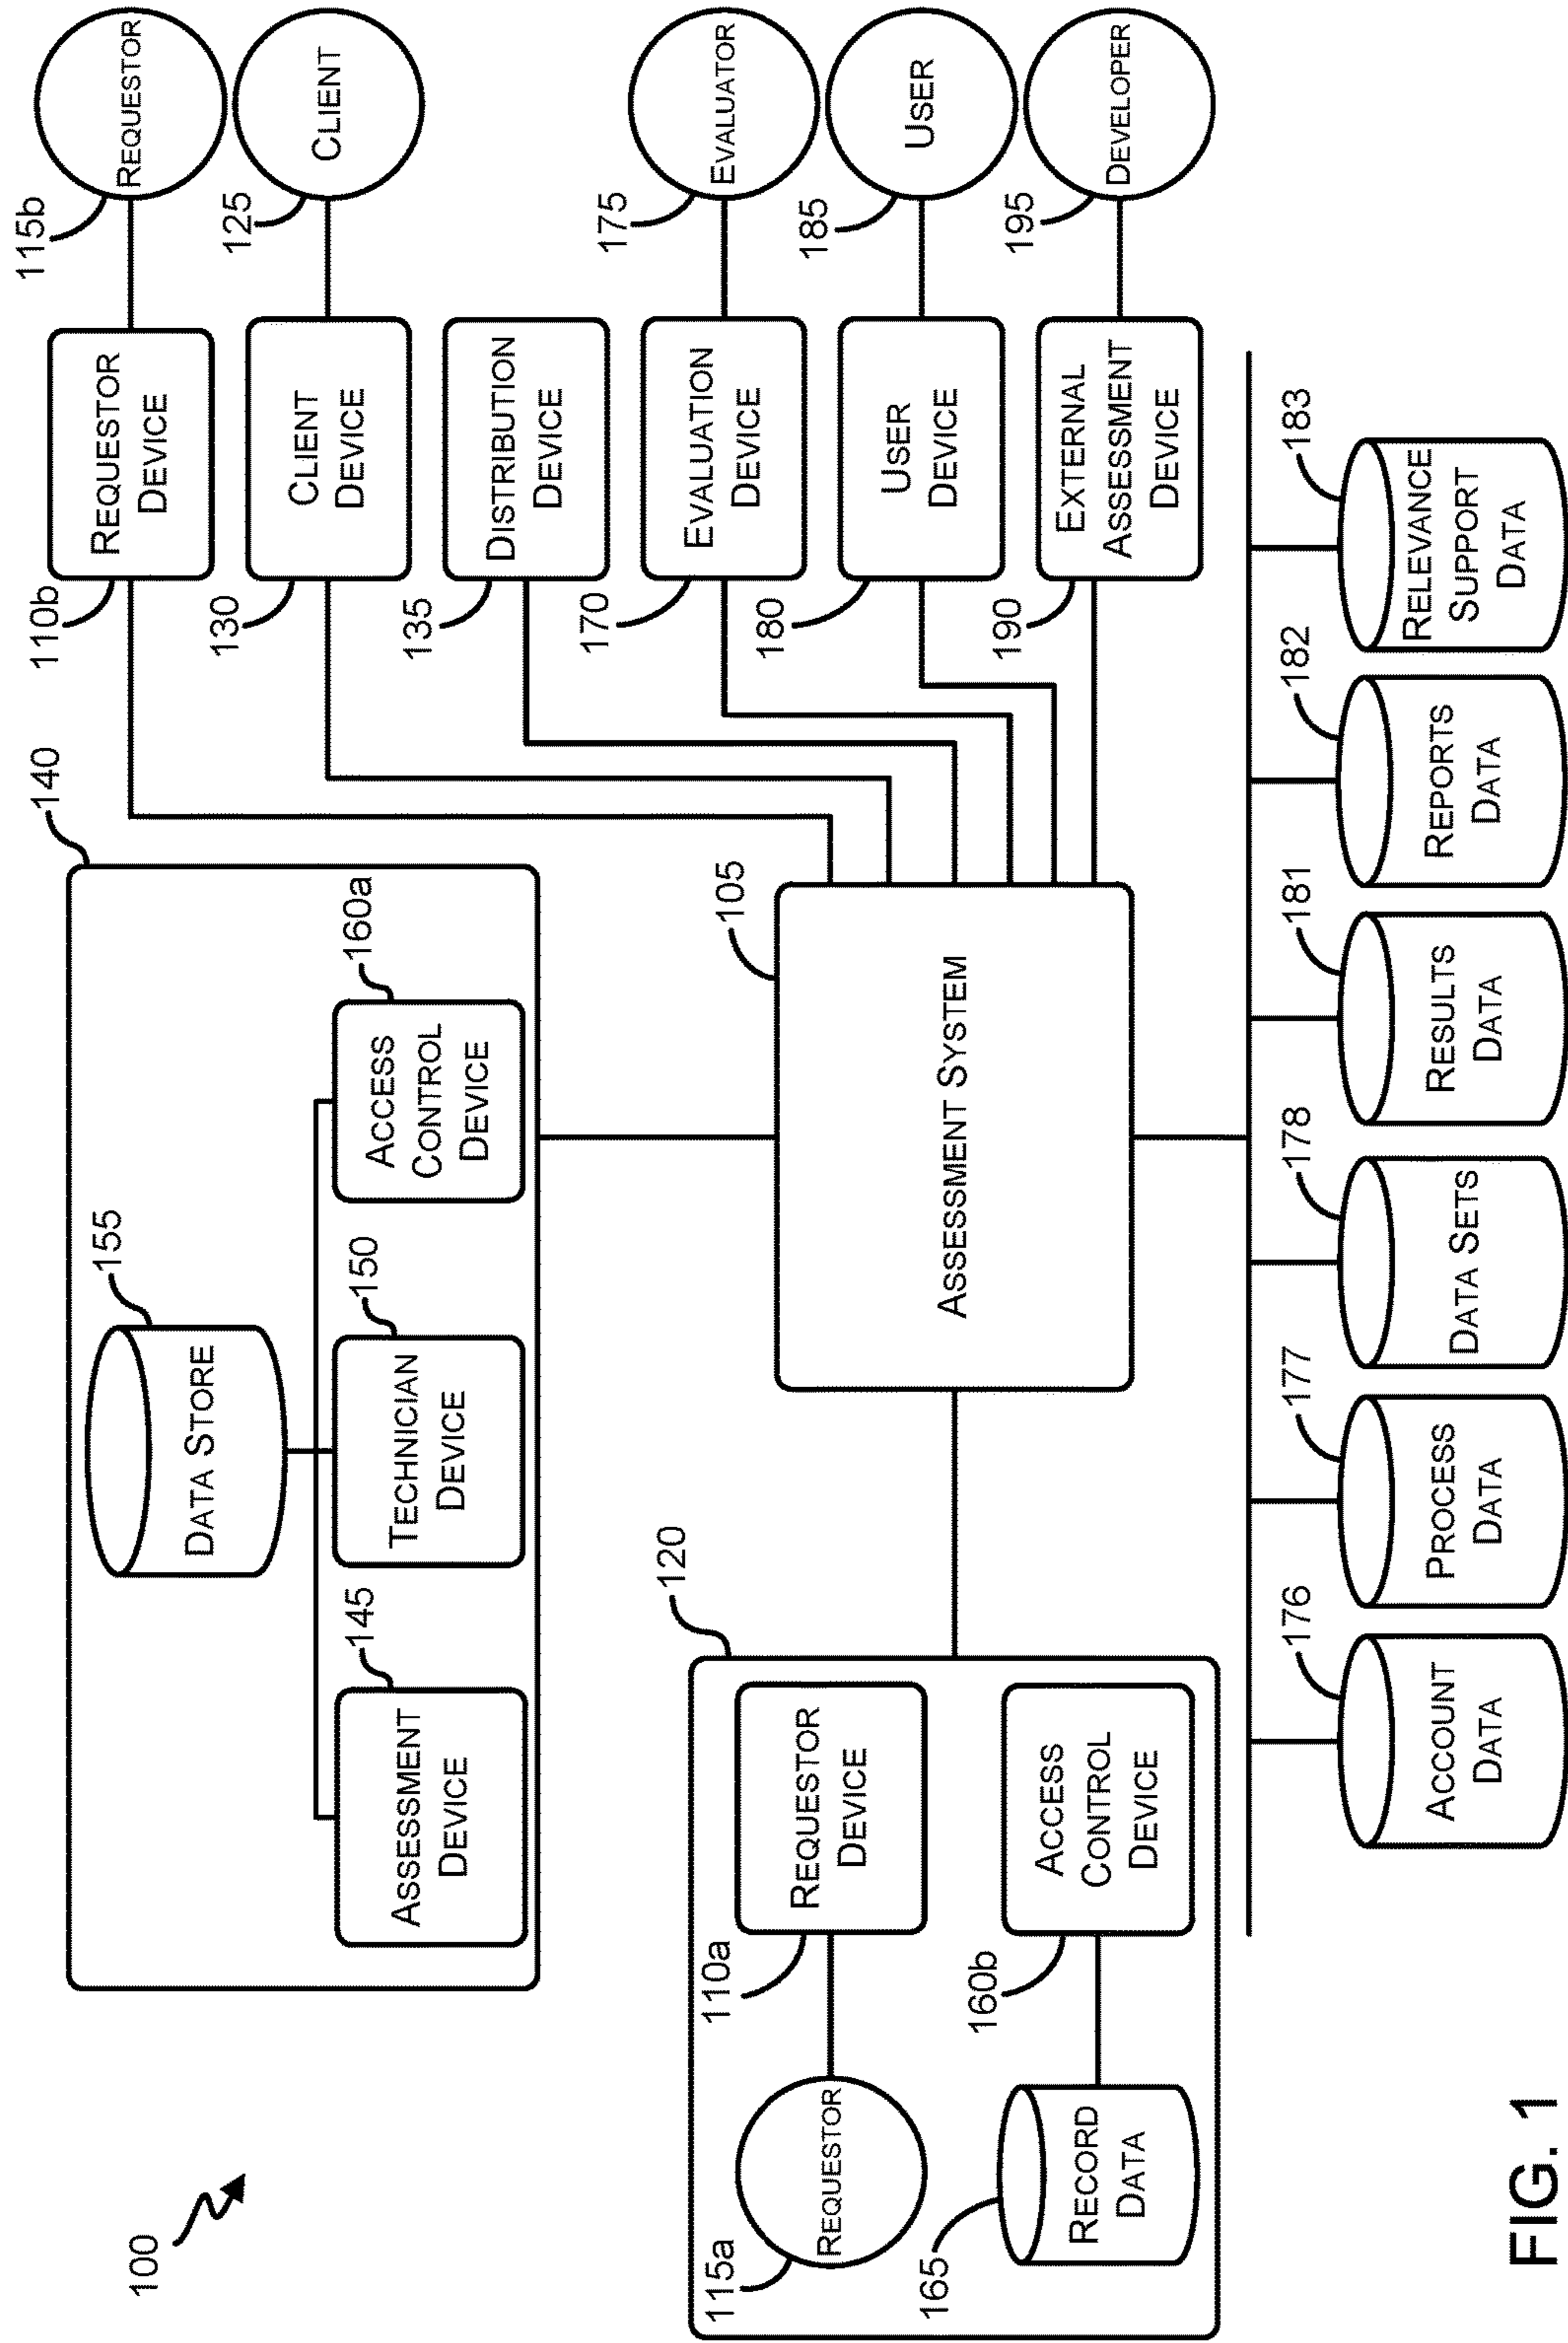 100
140
155
DATA STORE
145
ASSESSMENT
DEVICE
150
TECHNICIAN
DEVICE
160a
ACCESS
CONTROL
DEVICE
110b
REQUESTOR
DEVICE
115b
REQUESTOR
130
CLIENT
DEVICE
125
CLIENT
135
DISTRIBUTION
DEVICE
170
EVALUATION
DEVICE
175
EVALUATOR
180
USER
DEVICE
185
USER
190
EXTERNAL
ASSESSMENT
DEVICE
195
DEVELOPER
105
ASSESSMENT SYSTEM
120
115a
REQUESTOR
110a
REQUESTOR
DEVICE
165
RECORD
DATA
160b
ACCESS
CONTROL
DEVICE
176
ACCOUNT
DATA
177
PROCESS
DATA
178
DATA SETS
181
RESULTS
DATA
182
REPORTS
DATA
183
RELEVANCE
SUPPORT
DATA
FIG. 1